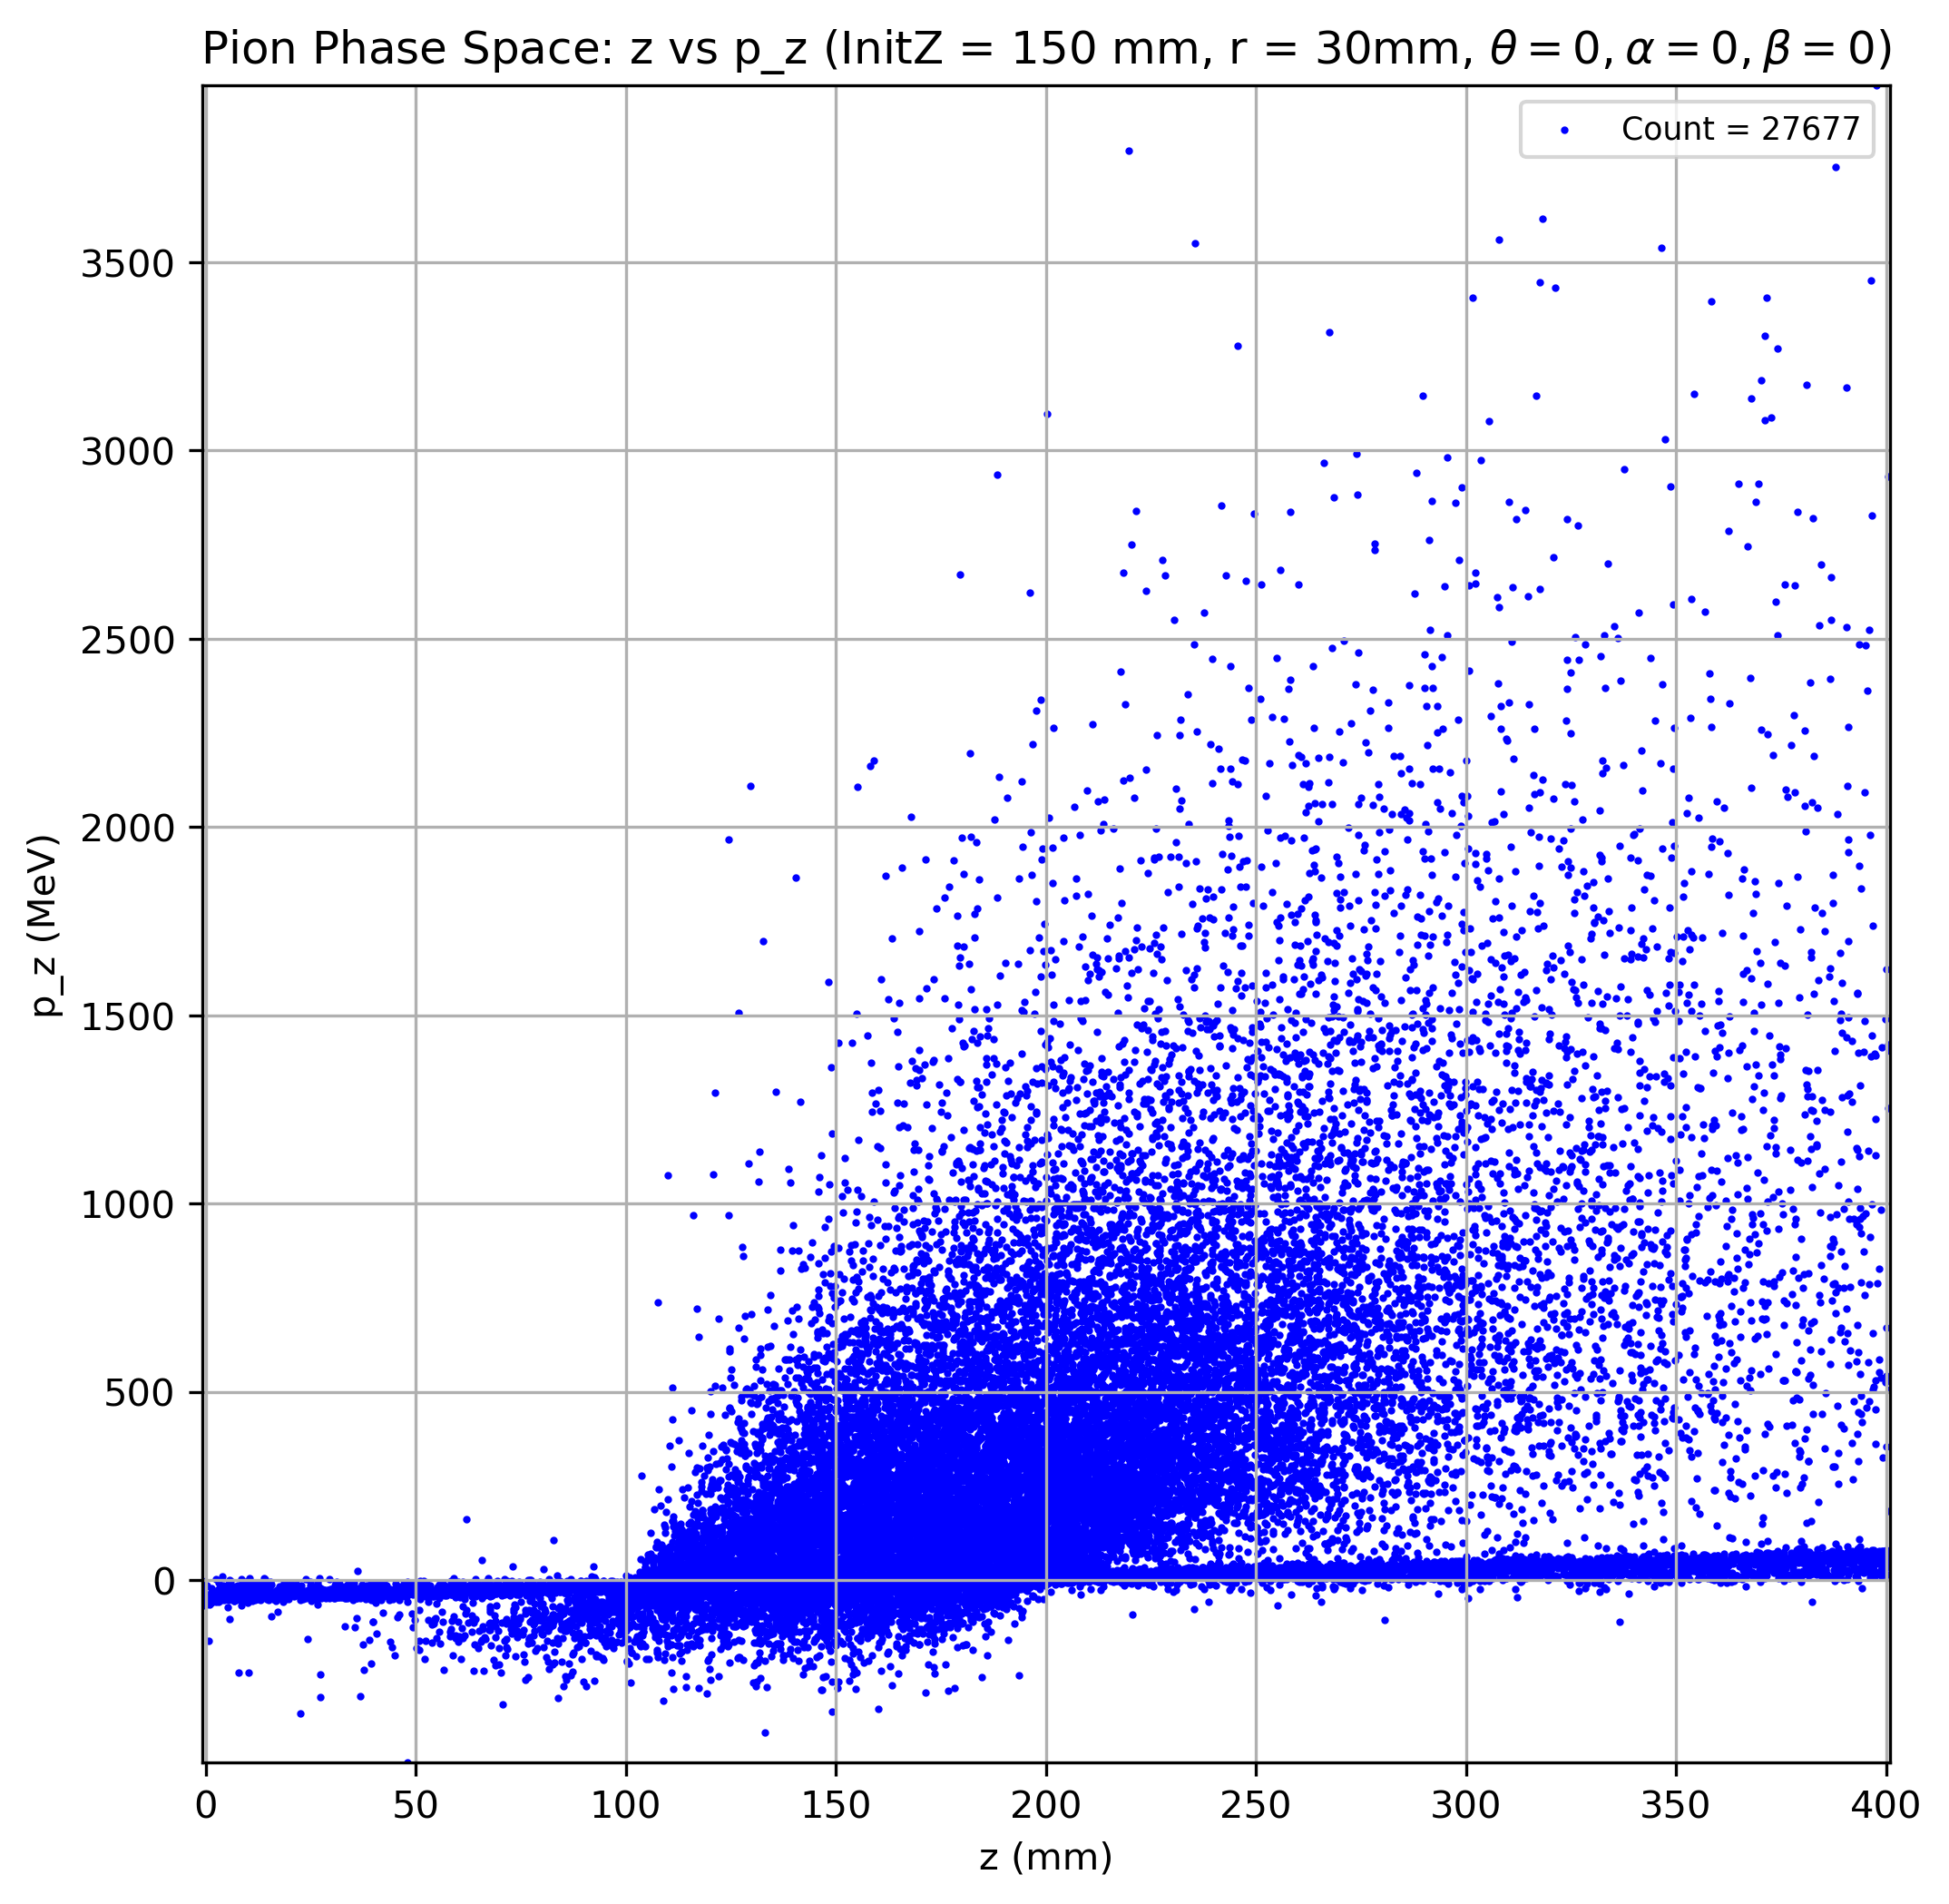 Pion Phase Space: z vs p_z (InitZ = 150 mm, r = 30mm, θ = 0, α = 0, β = 0)
Count = 27677
3500
3000
2500
2000
1500
1000
500
0
p_z (MeV)
0 50 100 150 200 250 300 350 400
z (mm)